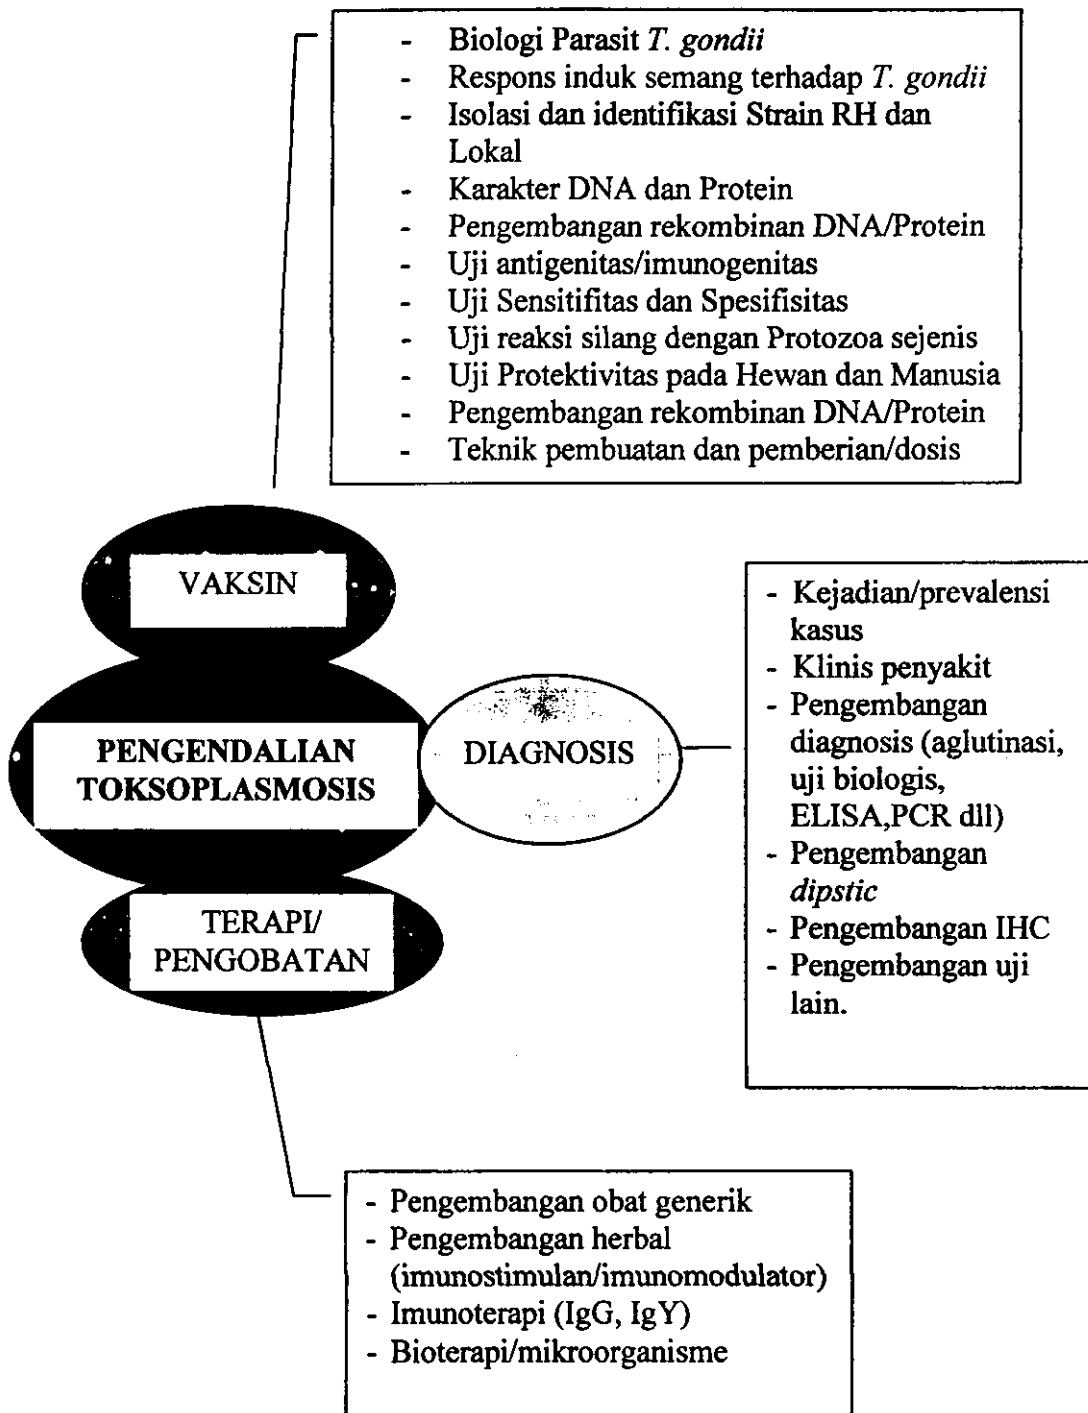 - Biologi Parasit T. gondii
- Respons induk semang terhadap T. gondii
- Isolasi dan identifikasi Strain RH dan
Lokal
- Karakter DNA dan Protein
- Pengembangan rekombinan DNA/Protein
- Uji antigenitas/imunogenitas
- Uji Sensitifitas dan Spesifisitas
- Uji reaksi silang dengan Protozoa sejenis
- Uji Protektivitas pada Hewan dan Manusia
- Pengembangan rekombinan DNA/Protein
- Teknik pembuatan dan pemberian/dosis
VAKSIN
PENGENDALIAN
TOKSOPLASMOSIS
DIAGNOSIS
- Kejadian/prevalensi
kasus
- Klinis penyakit
- Pengembangan
diagnosis (aglutinasi,
uji biologis,
ELISA,PCR dll)
- Pengembangan
dipstic
- Pengembangan IHC
- Pengembangan uji
lain.
TERAPI/
PENGOBATAN
- Pengembangan obat generik
- Pengembangan herbal
(imunostimulan/imunomodulator)
- Imunoterapi (IgG, IgY)
- Bioterapi/mikroorganisme